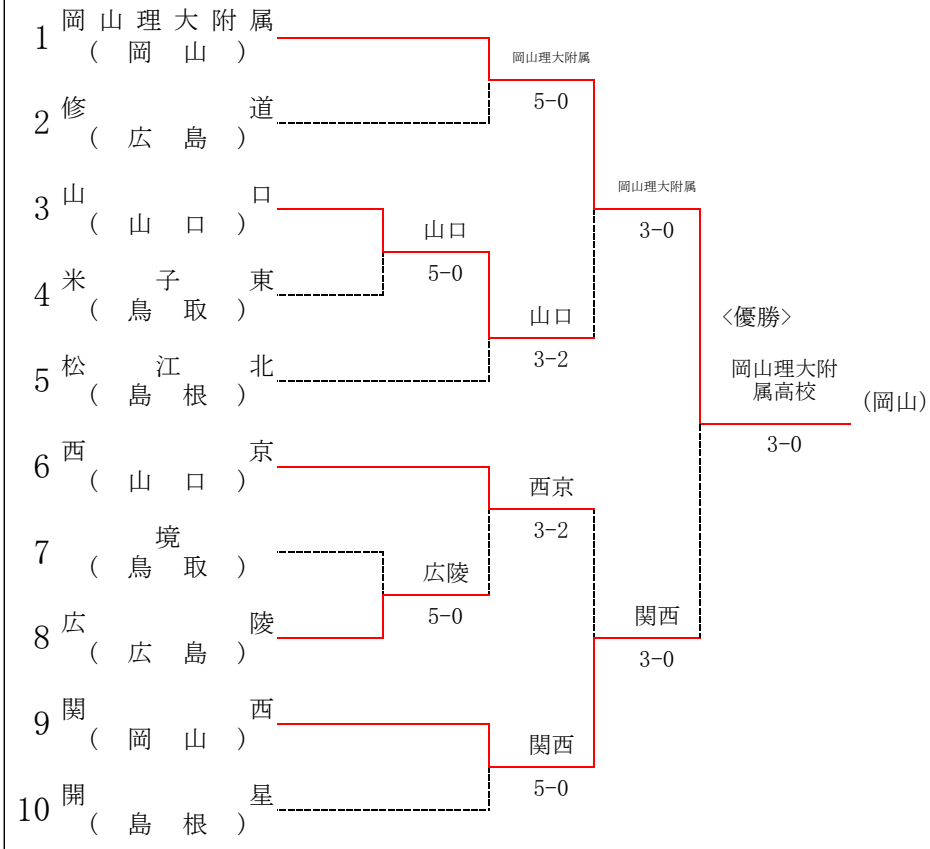 1 岡山理大附属
(岡山)
岡山理大附属
5-0
2 修道
(広島)
岡山理大附属
3-0
3 山口
(山口)
山口
5-0
4 米子東
(鳥取)
山口
3-2
<優勝>
5 松江北
(島根)
岡山理大附
属高校
(岡山)
3-0
6 西京
(山口)
西京
3-2
7 境
(鳥取)
広陵
5-0
8 広陵
(広島)
関西
3-0
9 関西
(岡山)
関西
5-0
10 開星
(島根)